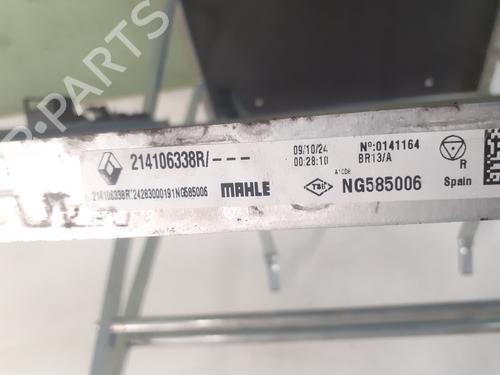 B-Parts
214106338R/---
214106338R*24283000191NG585006
MAHLE
09/10/24
00:28:10
Nº:0141164
BR13/A
R
NG585006
Spain